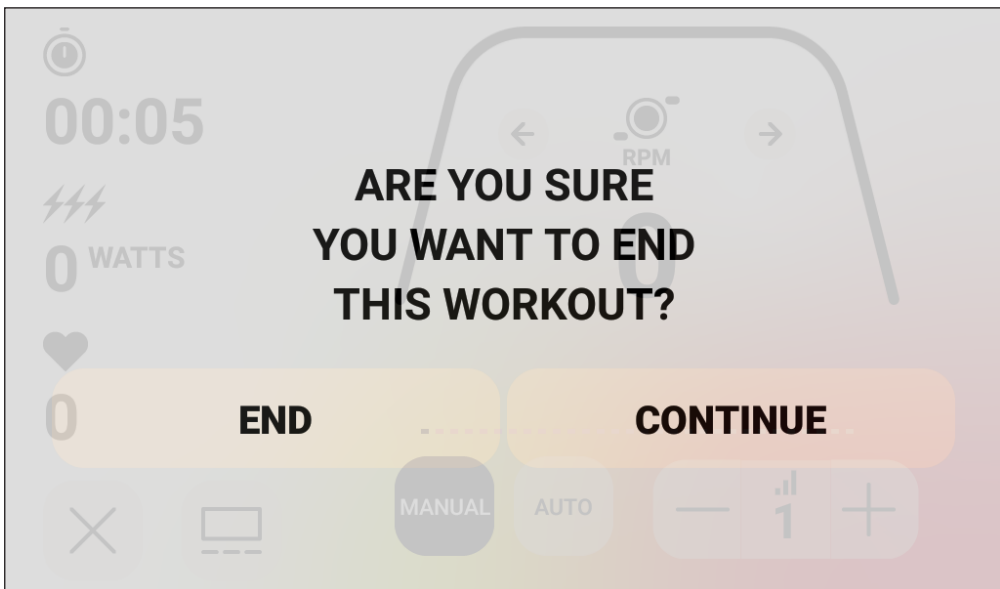 00:05
RPM
0 WATTS
0
ARE YOU SURE
YOU WANT TO END
THIS WORKOUT?
0
END
CONTINUE
MANUAL
AUTO
1